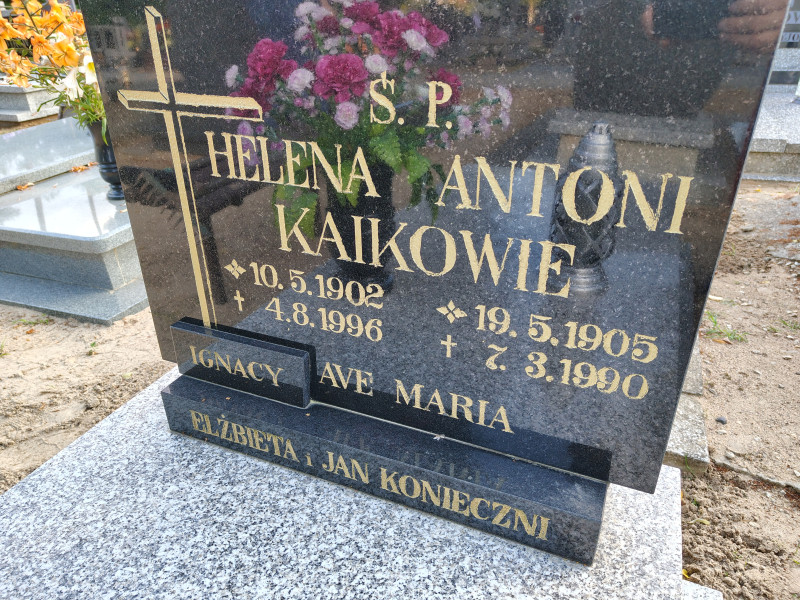 Ś. P.
HELENA ANTONI
KAIKOWIE
10.5.1902 19.5.1905
4.8.1996 7.3.1990
IGNACY AVE MARIA
ELŻBIETA i JAN KONIECZNI